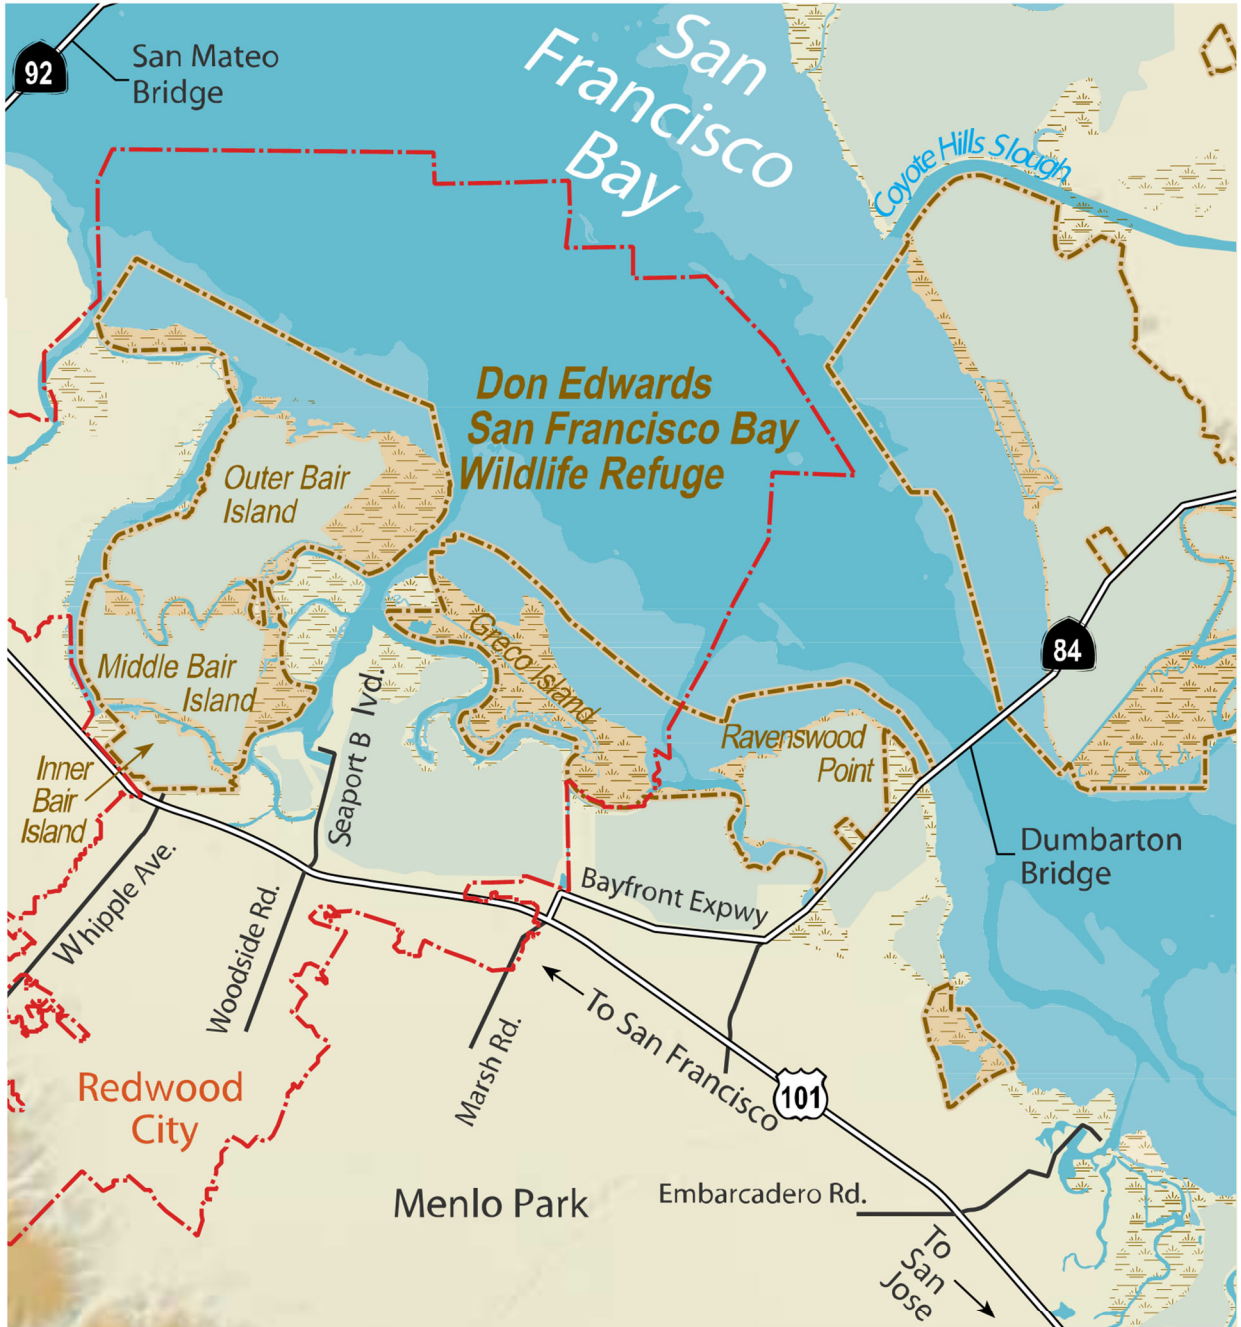 92
San Mateo
Bridge
San
Francisco
Bay
Coyote Hills Slough
Don Edwards
San Francisco Bay
Wildlife Refuge
Outer Bair
Island
Greco Island
84
Middle Bair
Island
Ravenswood
Point
Inner
Bair
Island
Seaport B lvd.
Dumbarton
Bridge
Whipple Ave.
Woodside Rd.
Bayfront Expwy
Marsh Rd.
To San Francisco
101
Redwood
City
Menlo Park
Embarcadero Rd.
To
San
Jose